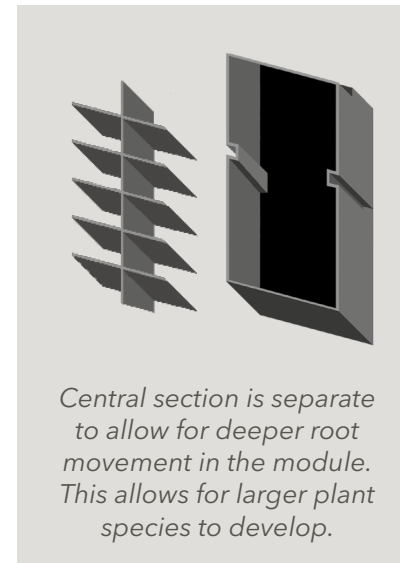 Central section is separate
to allow for deeper root
movement in the module.
This allows for larger plant
species to develop.